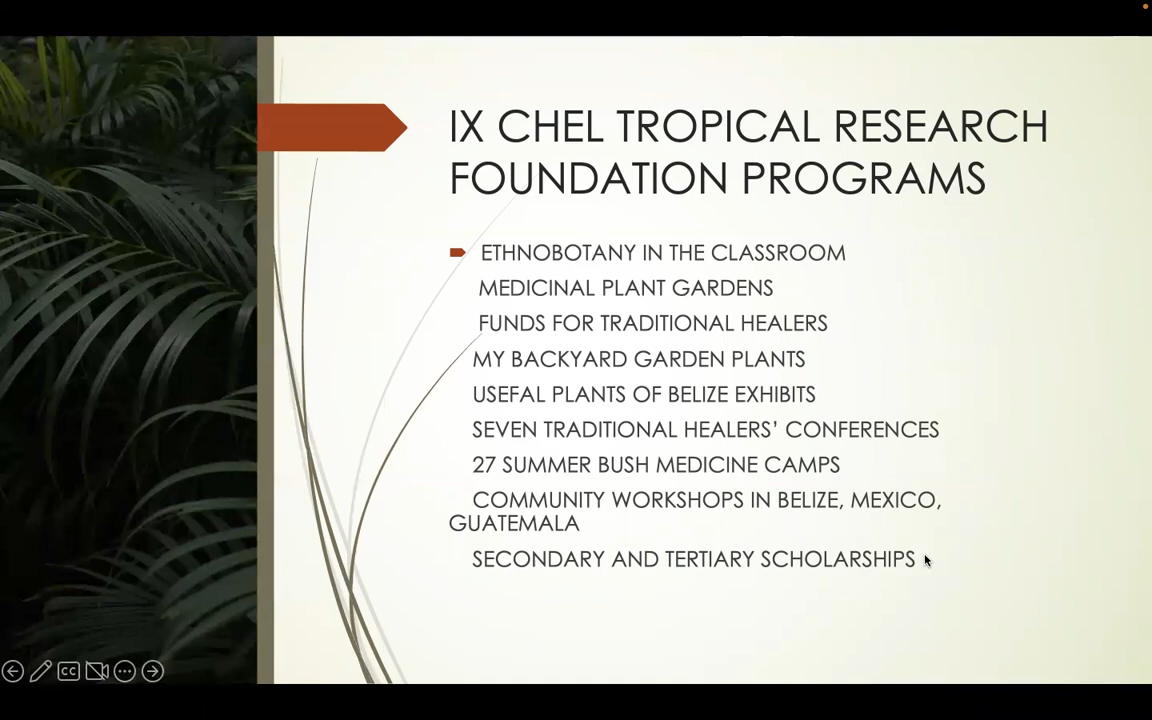 IX CHEL TROPICAL RESEARCH
FOUNDATION PROGRAMS
ETHNOBOTANY IN THE CLASSROOM
MEDICINAL PLANT GARDENS
FUNDS FOR TRADITIONAL HEALERS
MY BACKYARD GARDEN PLANTS
USEFUL PLANTS OF BELIZE EXHIBITS
SEVEN TRADITIONAL HEALERS’ CONFERENCES
27 SUMMER BUSH MEDICINE CAMPS
COMMUNITY WORKSHOPS IN BELIZE, MEXICO,
GUATEMALA
SECONDARY AND TERTIARY SCHOLARSHIPS
CC